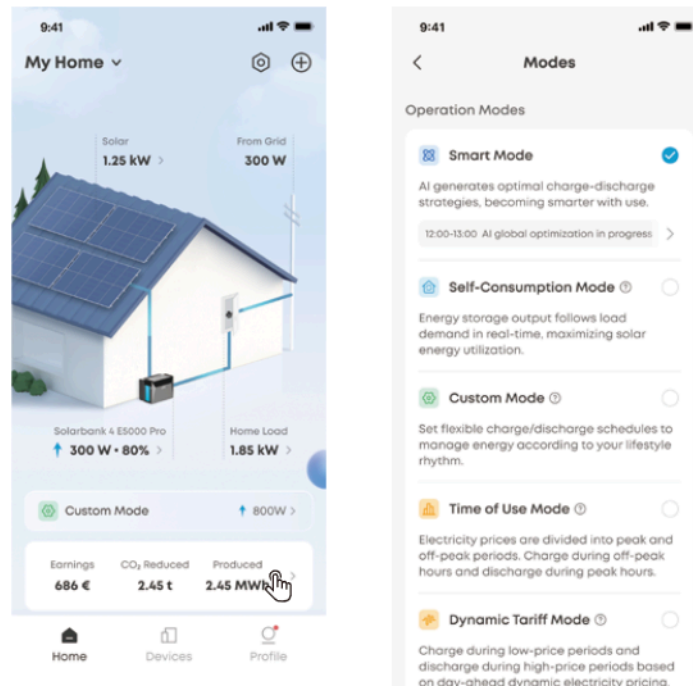 9:41
My Home
Solar
1.25 kW >
From Grid
300 W
Solarbank 4 E5000 Pro
300 W • 80% >
Home Load
1.85 kW >
Custom Mode
800W >
Earnings
686 €
CO₂ Reduced
2.45 t
Produced
2.45 MWh
Home
Devices
Profile
9:41
Modes
Operation Modes
Smart Mode
AI generates optimal charge-discharge
strategies, becoming smarter with use.
12:00-13:00 AI global optimization in progress
Self-Consumption Mode
Energy storage output follows load
demand in real-time, maximizing solar
energy utilization.
Custom Mode
Set flexible charge/discharge schedules to
manage energy according to your lifestyle
rhythm.
Time of Use Mode
Electricity prices are divided into peak and
off-peak periods. Charge during off-peak
hours and discharge during peak hours.
Dynamic Tariff Mode
Charge during low-price periods and
discharge during high-price periods based
on day-ahead dynamic electricity pricing.